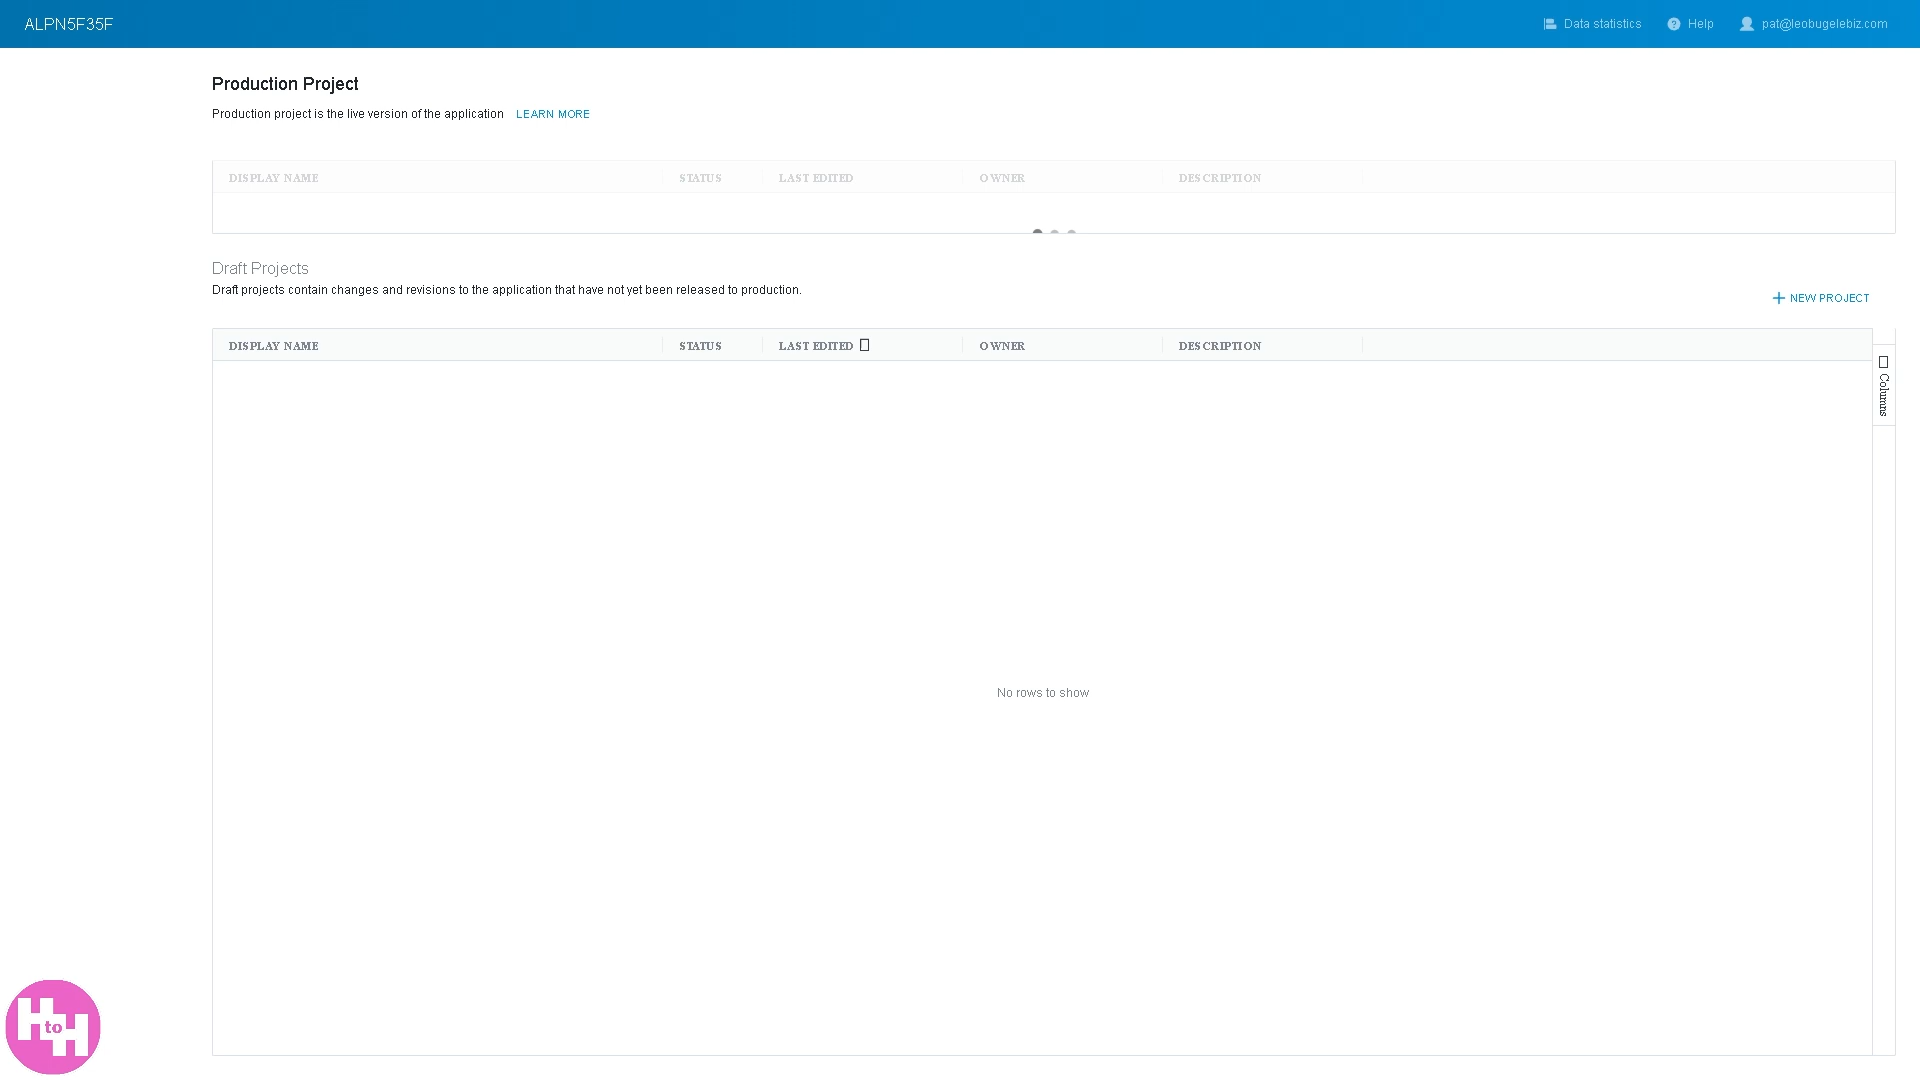 ALPN5F35F
Data statistics
Help
pat@leobugelebiz.com
Production Project
Production project is the live version of the application LEARN MORE
DISPLAY NAME STATUS LAST EDITED OWNER DESCRIPTION
Draft Projects
Draft projects contain changes and revisions to the application that have not yet been released to production.
NEW PROJECT
DISPLAY NAME STATUS LAST EDITED OWNER DESCRIPTION
Columns
No rows to show
H to H